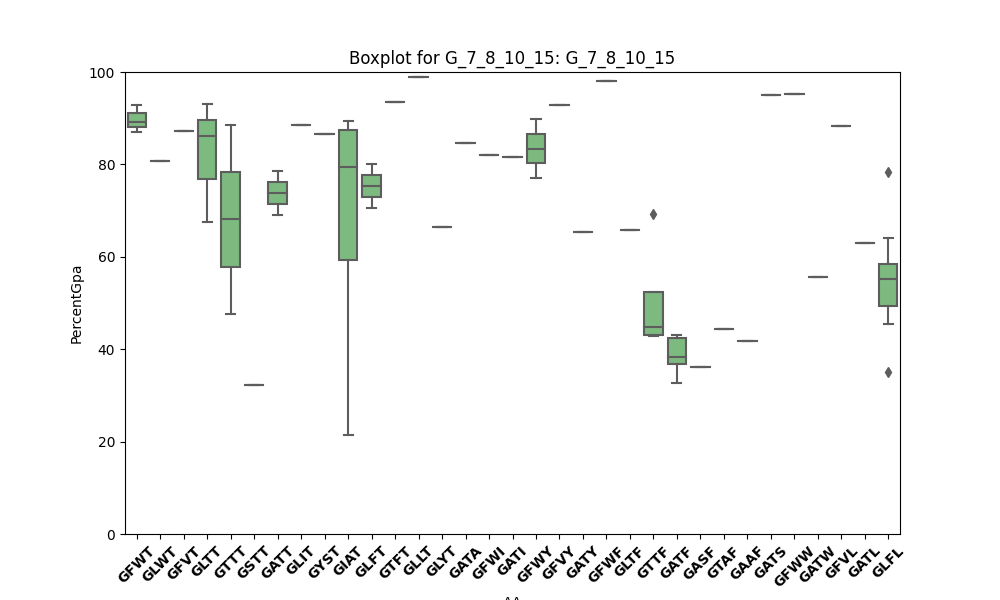 Boxplot for G_7_8_10_15: G_7_8_10_15
100
80
60
40
20
0
PercentGpa
GFWT
GLWT
GFVT
GLTT
GTTT
GSTT
GATT
GLIT
GYST
GIAT
GLFT
GTFT
GLLT
GLYT
GATA
GFWI
GATI
GFWY
GFVY
GATY
GFWF
GLTF
GTTF
GATF
GASF
GTAF
GAAF
GATS
GFWW
GATW
GFVL
GATL
GLFL